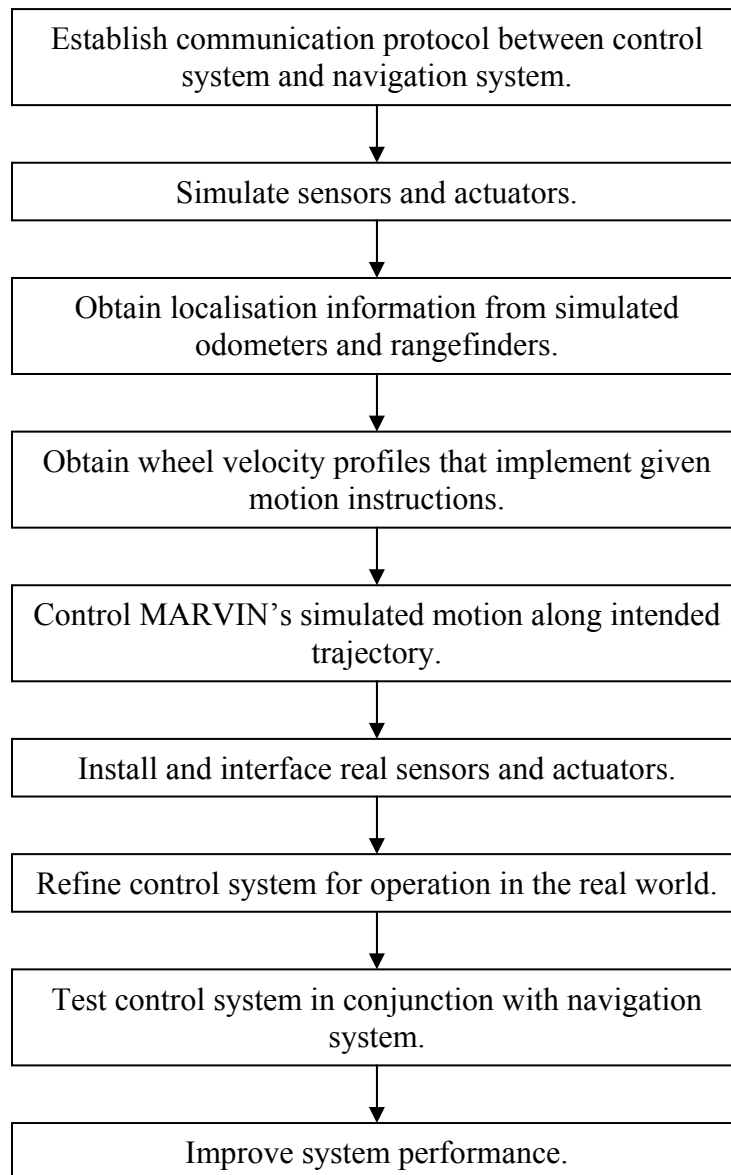 Establish communication protocol between control
system and navigation system.
Simulate sensors and actuators.
Obtain localisation information from simulated
odometers and rangefinders.
Obtain wheel velocity profiles that implement given
motion instructions.
Control MARVIN’s simulated motion along intended
trajectory.
Install and interface real sensors and actuators.
Refine control system for operation in the real world.
Test control system in conjunction with navigation
system.
Improve system performance.